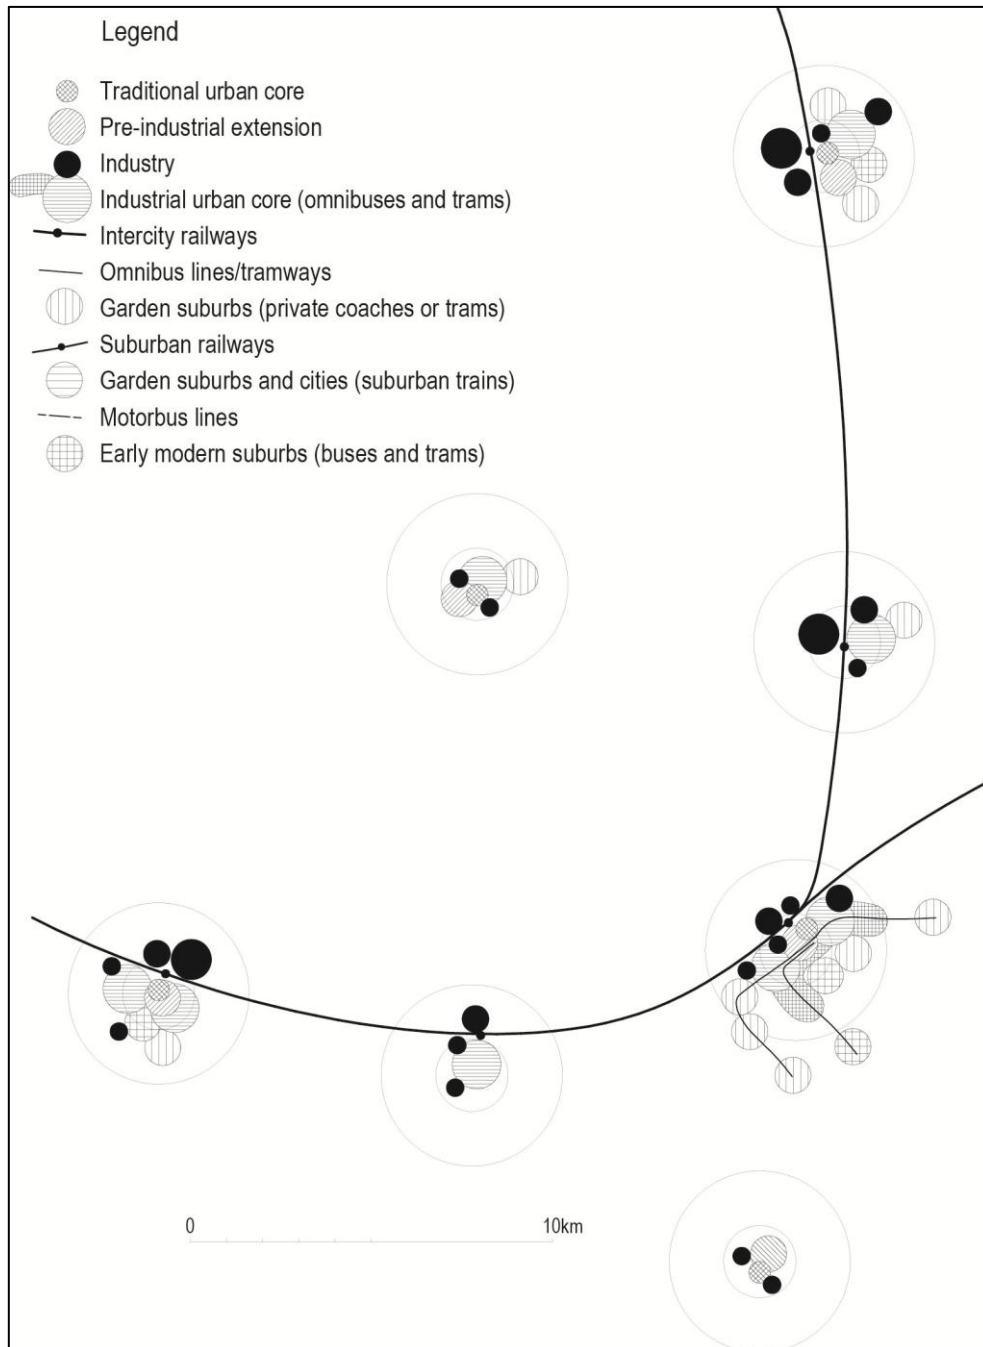 Legend
Traditional urban core
Pre-industrial extension
Industry
Industrial urban core (omnibuses and trams)
Intercity railways
Omnibus lines/tramways
Garden suburbs (private coaches or trams)
Suburban railways
Garden suburbs and cities (suburban trains)
Motorbus lines
Early modern suburbs (buses and trams)
0 10km